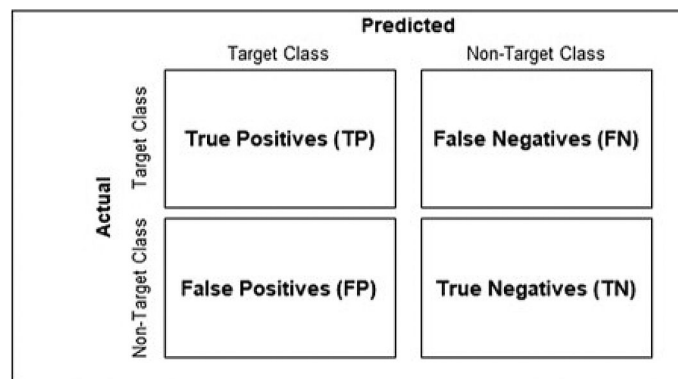 Predicted
Target Class
Non-Target Class
Actual
Target Class
True Positives (TP)
False Negatives (FN)
Non-Target Class
False Positives (FP)
True Negatives (TN)